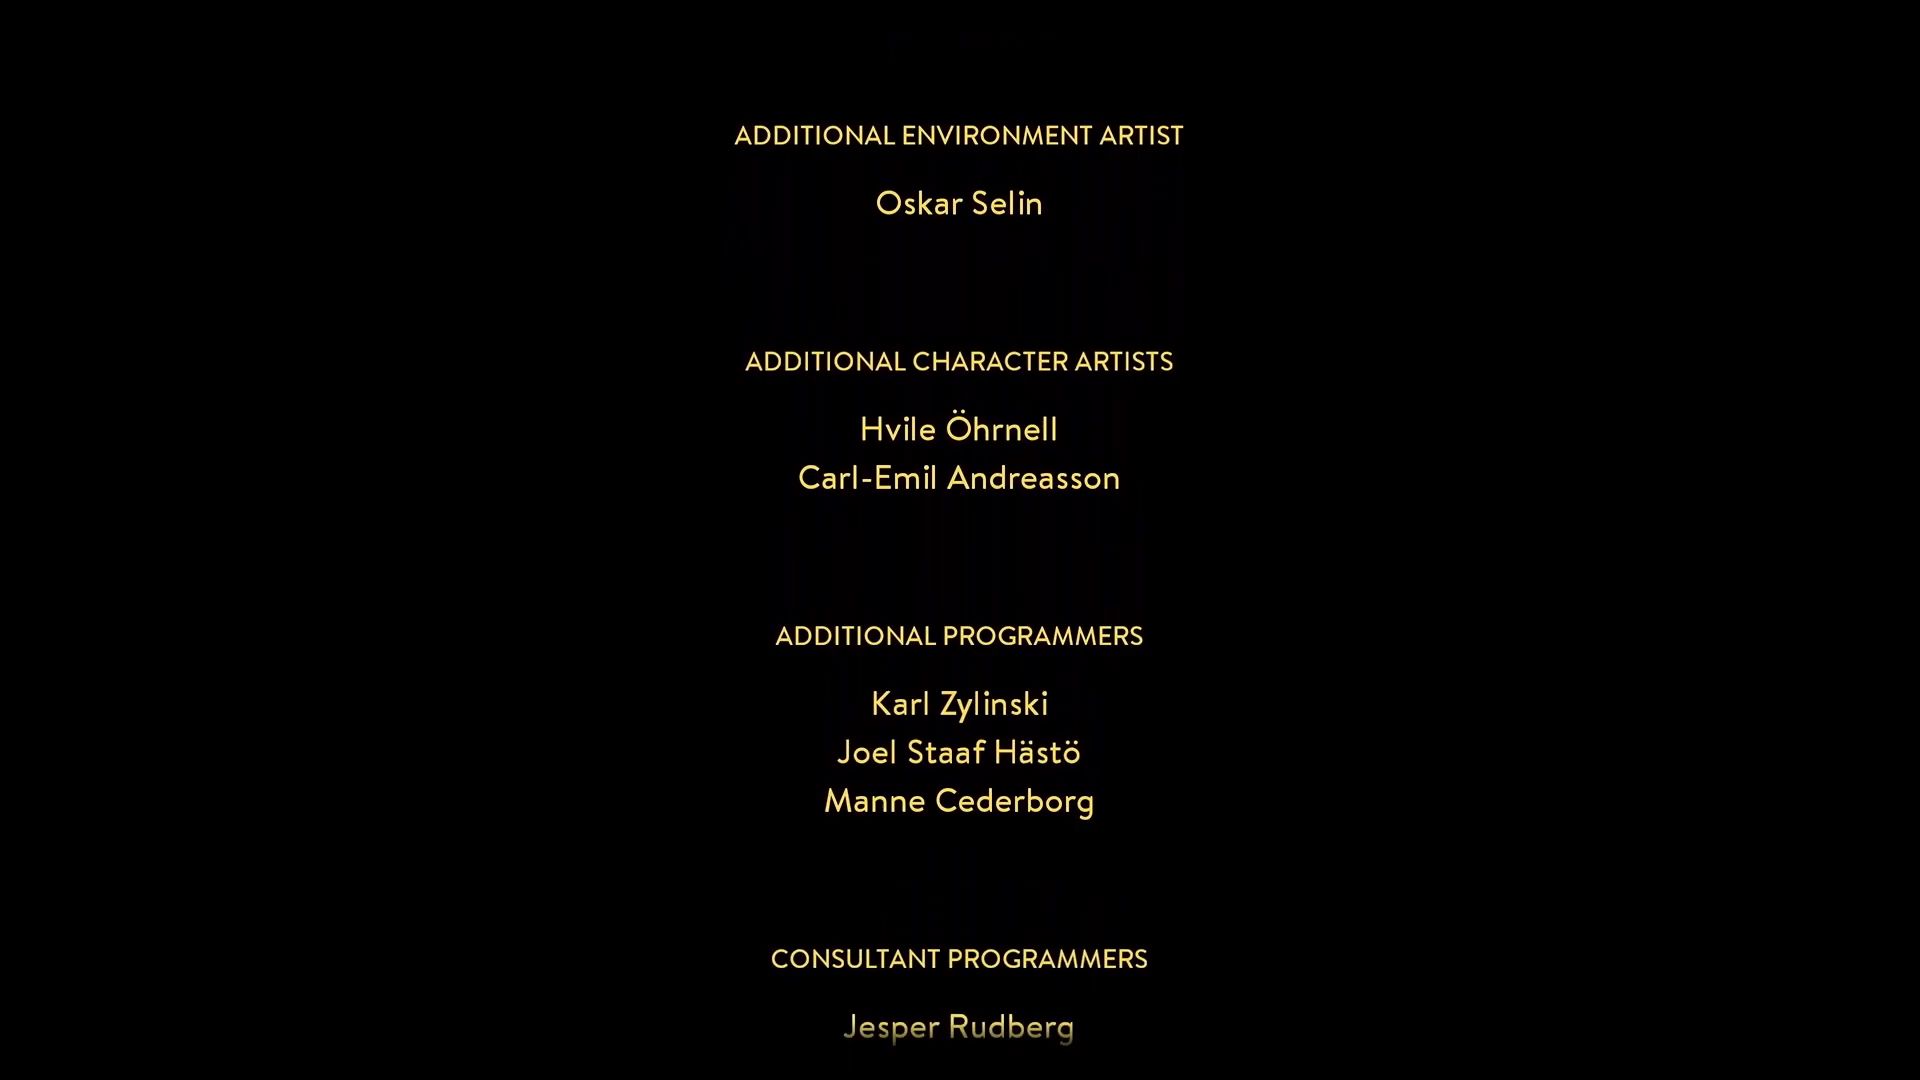 ADDITIONAL ENVIRONMENT ARTIST
Oskar Selin
ADDITIONAL CHARACTER ARTISTS
Hvile Öhrnell
Carl-Emil Andreasson
ADDITIONAL PROGRAMMERS
Karl Zylinski
Joel Staaf Hästö
Manne Cederborg
CONSULTANT PROGRAMMERS
Jesper Rudberg